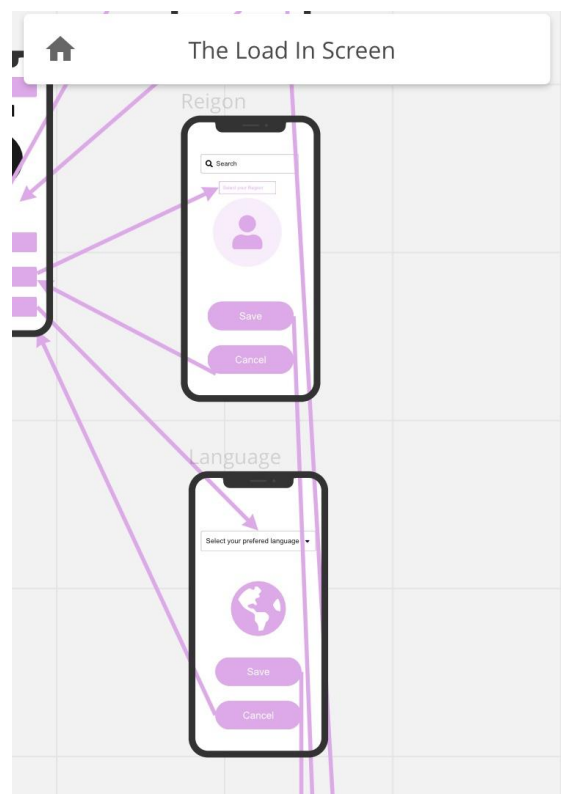 The Load In Screen
Reigon
Search
Select your Region
Save
Cancel
Language
Select your prefered language
Save
Cancel